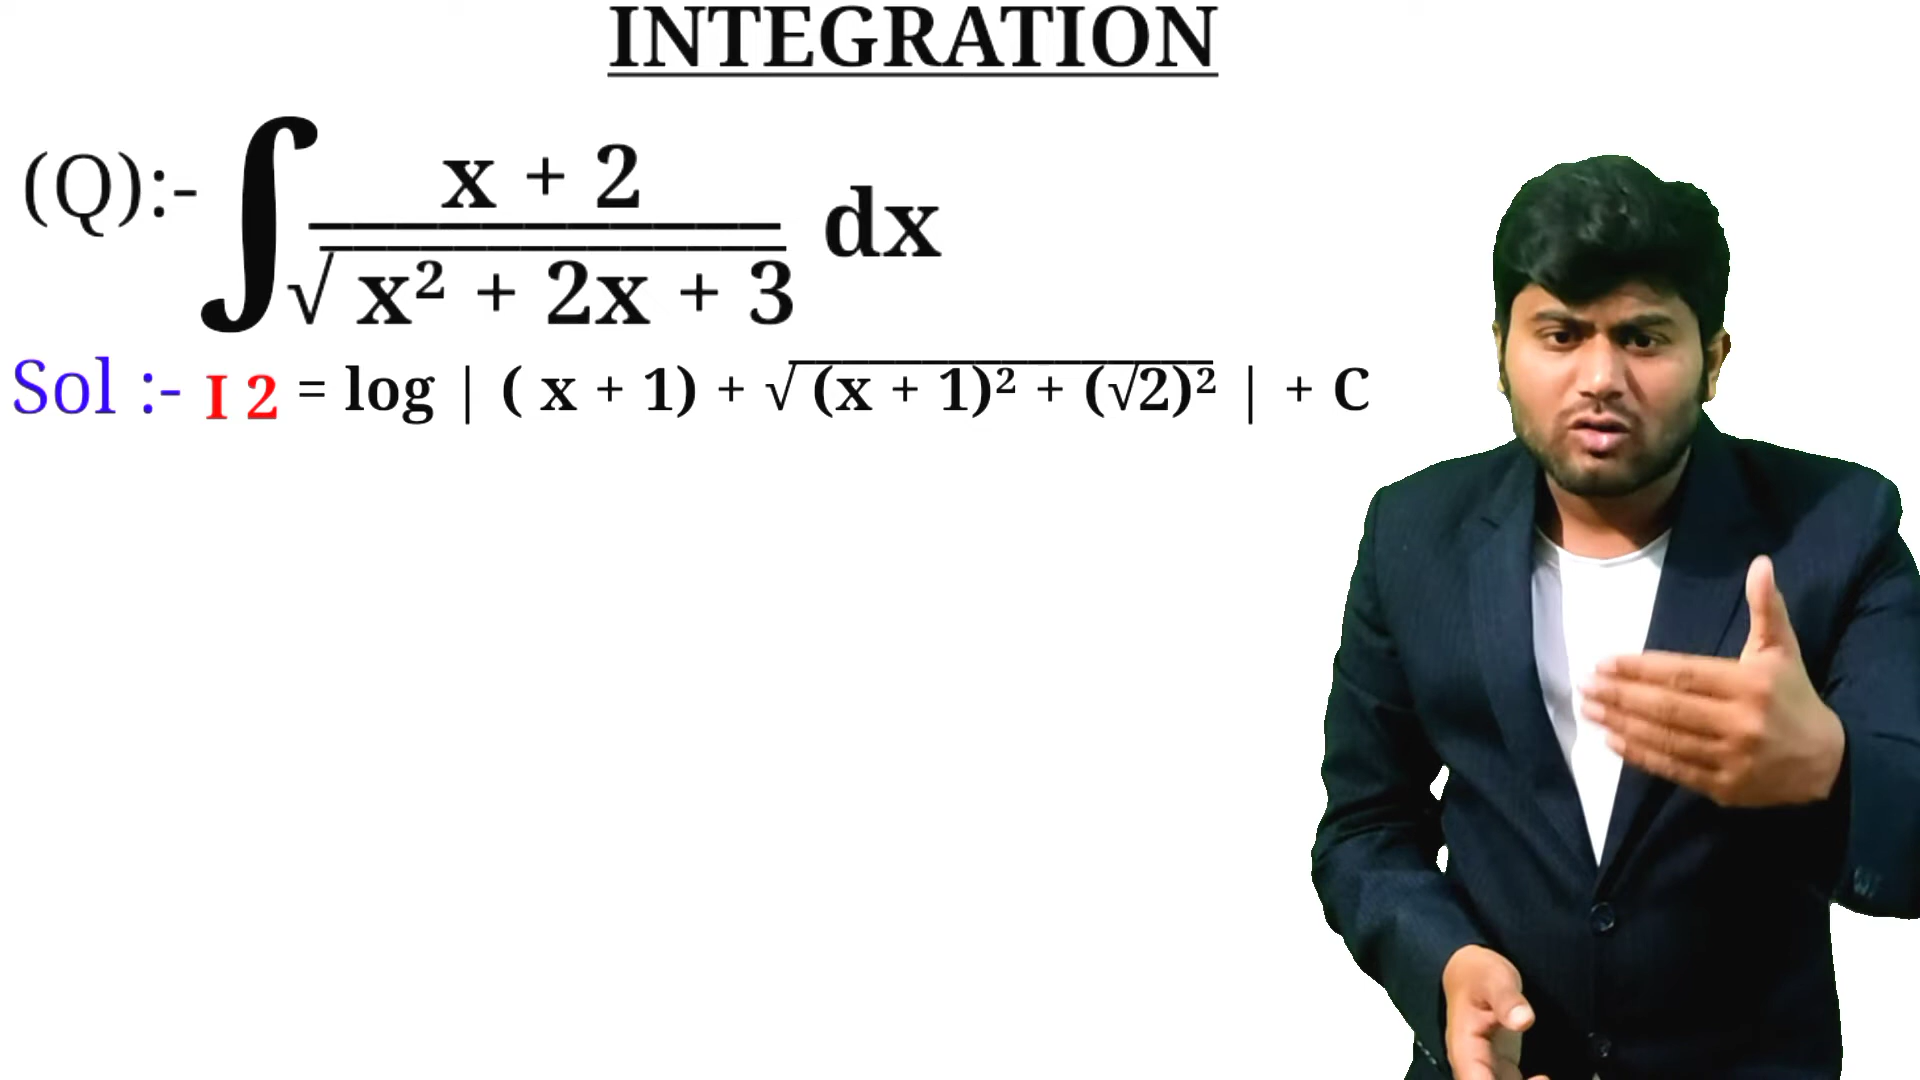 INTEGRATION
(Q):- ∫ x + 2 / √ x² + 2x + 3 dx
Sol :- I 2 = log | ( x + 1) + √ (x + 1)² + (√2)² | + C